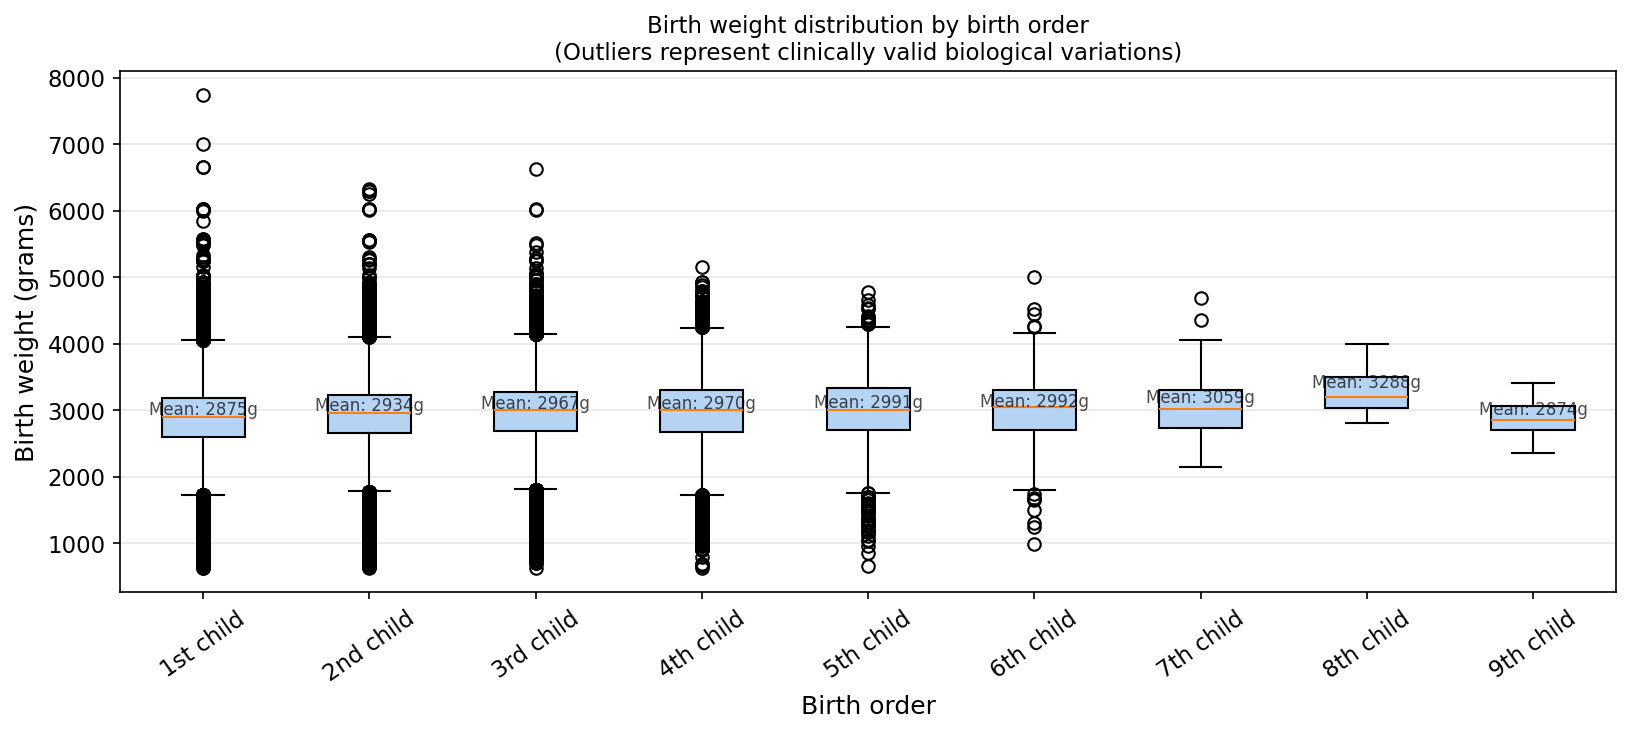 Birth weight distribution by birth order
(Outliers represent clinically valid biological variations)
Birth weight (grams)
8000
7000
6000
5000
4000
3000
2000
1000
Mean: 2875g
Mean: 2934g
Mean: 2967g
Mean: 2970g
Mean: 2991g
Mean: 2992g
Mean: 3059g
Mean: 3288g
Mean: 2874g
1st child
2nd child
3rd child
4th child
5th child
6th child
7th child
8th child
9th child
Birth order